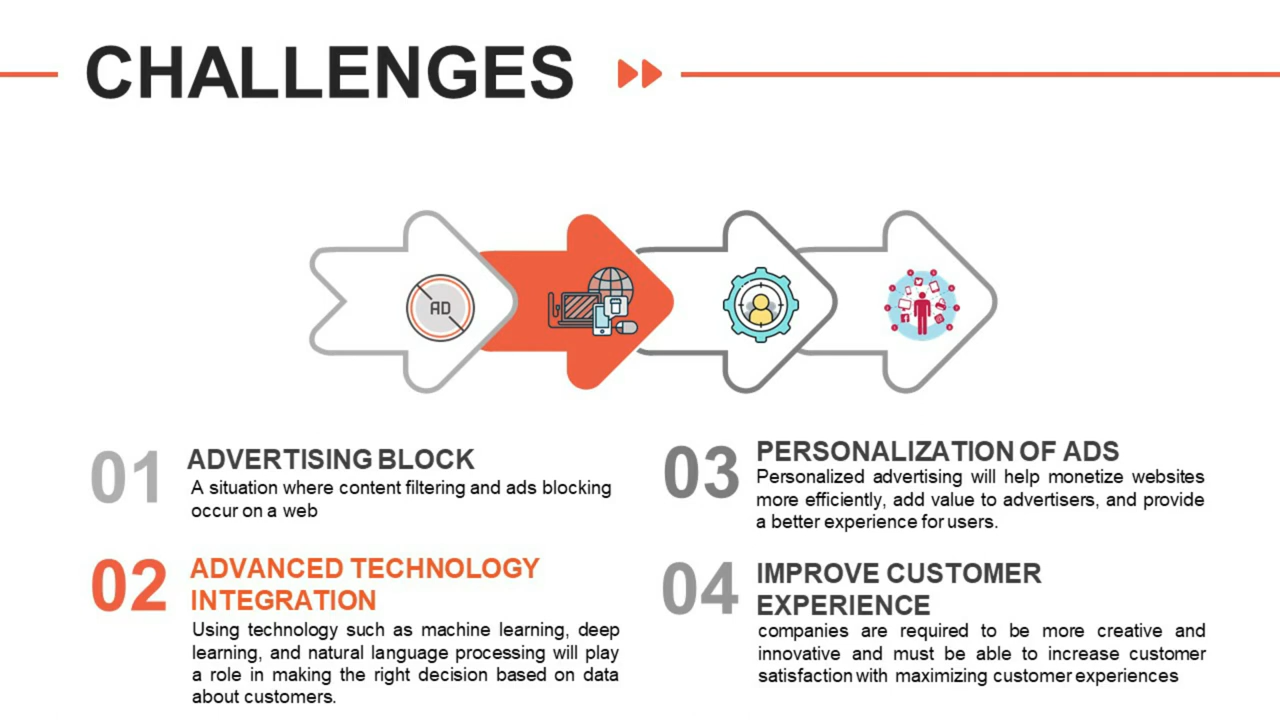 CHALLENGES
AD
01
ADVERTISING BLOCK
A situation where content filtering and ads blocking
occur on a web
02
ADVANCED TECHNOLOGY
INTEGRATION
Using technology such as machine learning, deep
learning, and natural language processing will play
a role in making the right decision based on data
about customers.
03
PERSONALIZATION OF ADS
Personalized advertising will help monetize websites
more efficiently, add value to advertisers, and provide
a better experience for users.
04
IMPROVE CUSTOMER
EXPERIENCE
companies are required to be more creative and
innovative and must be able to increase customer
satisfaction with maximizing customer experiences